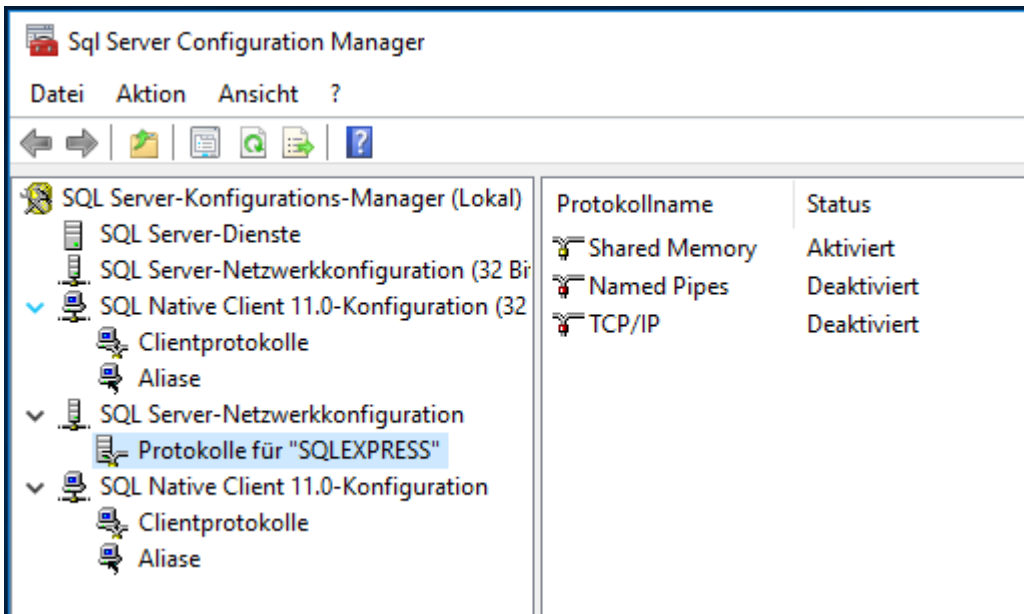 Sql Server Configuration Manager
Datei Aktion Ansicht ?
SQL Server-Konfigurations-Manager (Lokal)
SQL Server-Dienste
SQL Server-Netzwerkkonfiguration (32 Bi
SQL Native Client 11.0-Konfiguration (32
Clientprotokolle
Aliase
SQL Server-Netzwerkkonfiguration
Protokolle für "SQLEXPRESS"
SQL Native Client 11.0-Konfiguration
Clientprotokolle
Aliase
Protokollname Status
Shared Memory Aktiviert
Named Pipes Deaktiviert
TCP/IP Deaktiviert